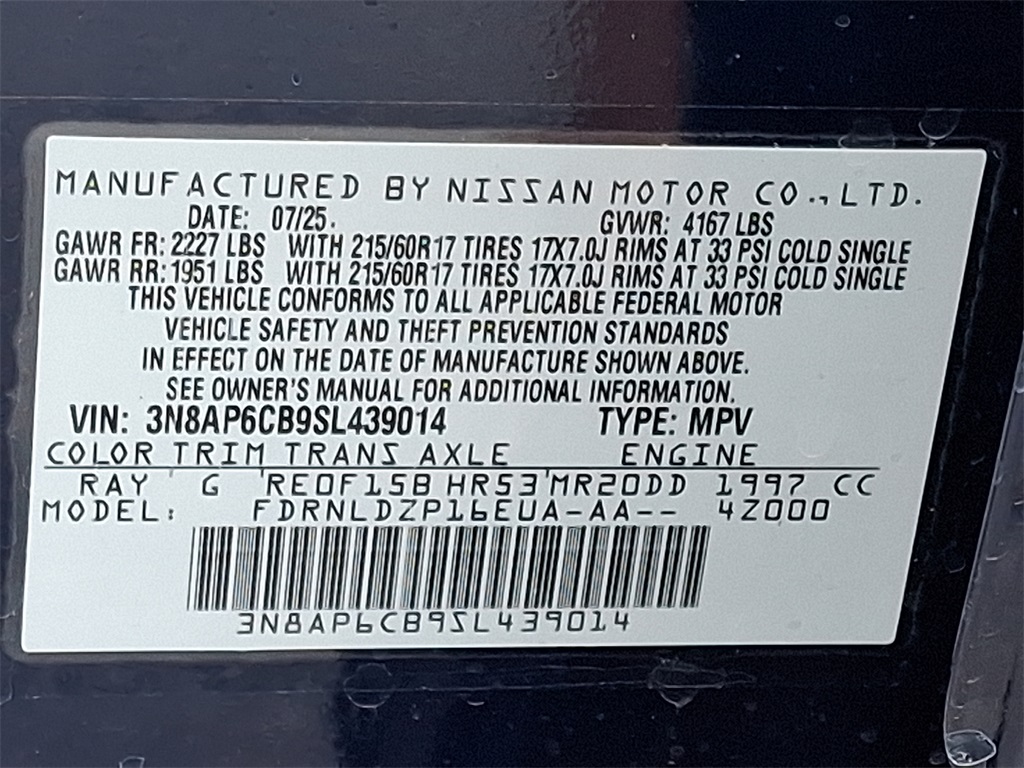 MANUFACTURED BY NISSAN MOTOR CO., LTD.
DATE: 07/25. GVWR: 4167 LBS
GAWR FR: 2227 LBS WITH 215/60R17 TIRES 17X7.0J RIMS AT 33 PSI COLD SINGLE
GAWR RR: 1951 LBS WITH 215/60R17 TIRES 17X7.0J RIMS AT 33 PSI COLD SINGLE
THIS VEHICLE CONFORMS TO ALL APPLICABLE FEDERAL MOTOR
VEHICLE SAFETY AND THEFT PREVENTION STANDARDS
IN EFFECT ON THE DATE OF MANUFACTURE SHOWN ABOVE.
SEE OWNER'S MANUAL FOR ADDITIONAL INFORMATION.
VIN: 3N8AP6CB9SL439014 TYPE: MPV
COLOR TRIM TRANS AXLE ENGINE
RAY G RE0F15B HR53 MR20DD 1997 CC
MODEL: FDRNLDZP16EUA-AA-- 4Z000
3N8AP6CB9SL439014